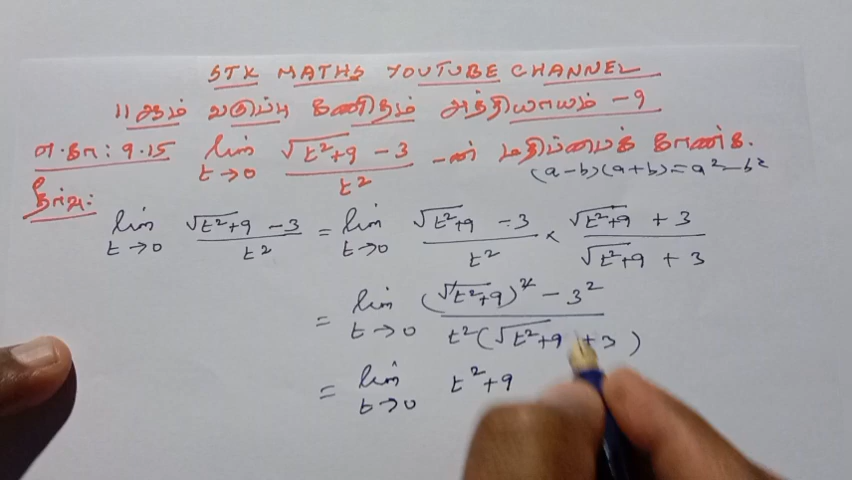 STK MATHS YOUTUBE CHANNEL
11 ஆம் வகுப்பு கணிதம் அத்தியாயம் - 9
எ.கா : 9.15 lim t→0 (√(t²+9) - 3)/t² -ன் மதிப்பைக் காண்க.
(a-b)(a+b) = a²-b²
தீர்வு:
lim t→0 (√(t²+9) - 3)/t² = lim t→0 (√(t²+9) - 3)/t² × (√(t²+9) + 3)/(√(t²+9) + 3)
= lim t→0 ((√(t²+9))² - 3²)/(t²(√(t²+9) + 3))
= lim t→0 t²+9